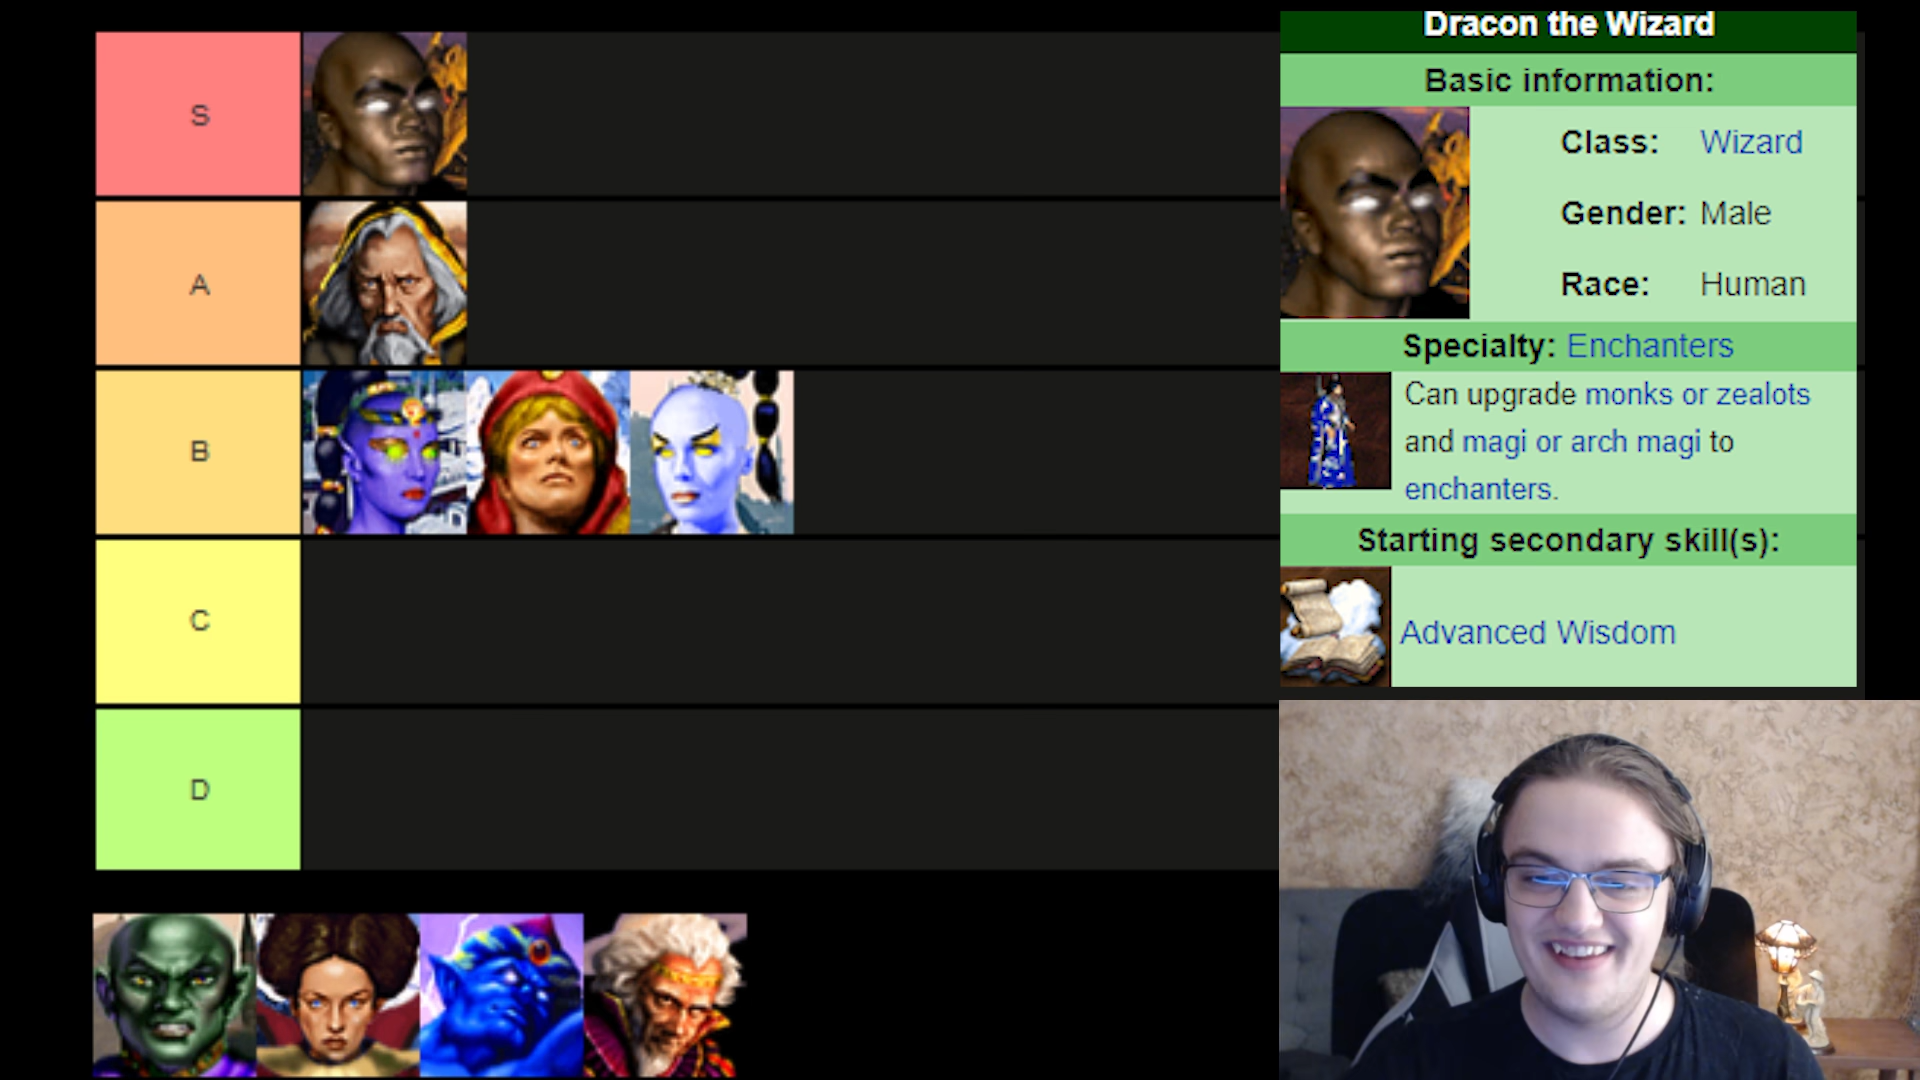 S
A
B
C
D
Dracon the Wizard
Basic information:
Class: Wizard
Gender: Male
Race: Human
Specialty: Enchanters
Can upgrade monks or zealots
and magi or arch magi to
enchanters.
Starting secondary skill(s):
Advanced Wisdom